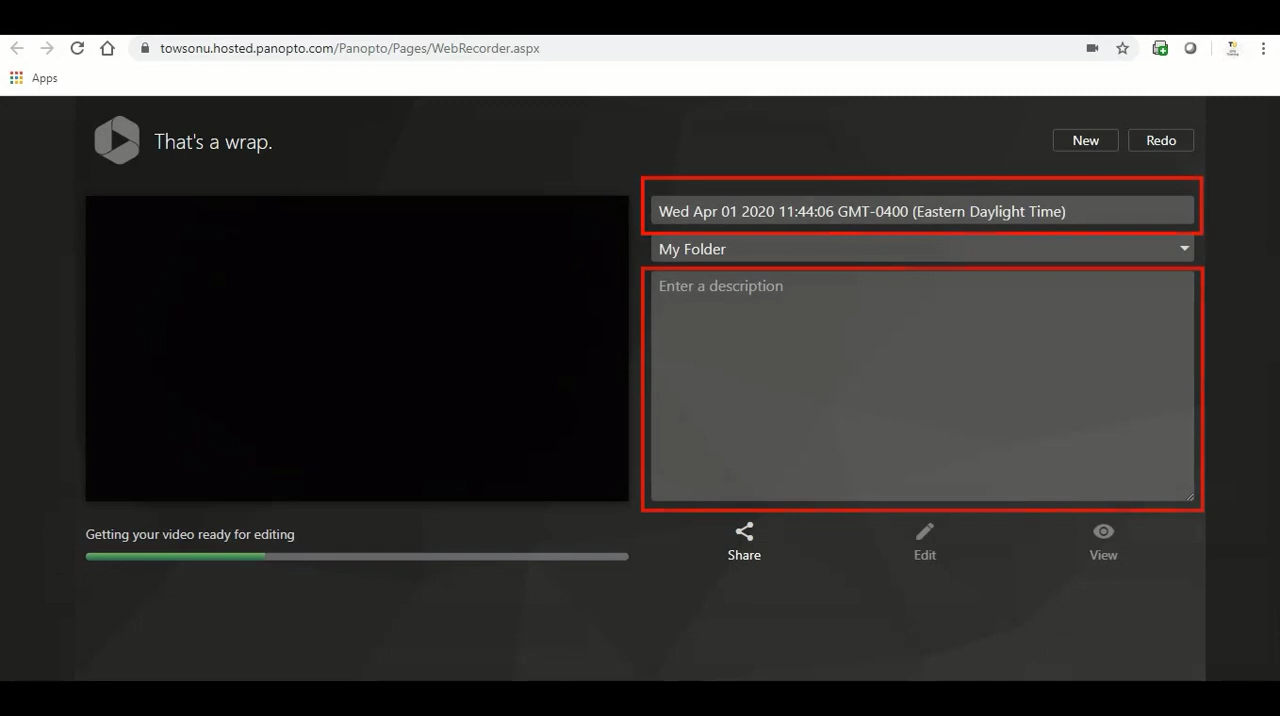 towsonu.hosted.panopto.com/Panopto/Pages/WebRecorder.aspx
Apps
That's a wrap.
New
Redo
Wed Apr 01 2020 11:44:06 GMT-0400 (Eastern Daylight Time)
My Folder
Enter a description
Getting your video ready for editing
Share
Edit
View